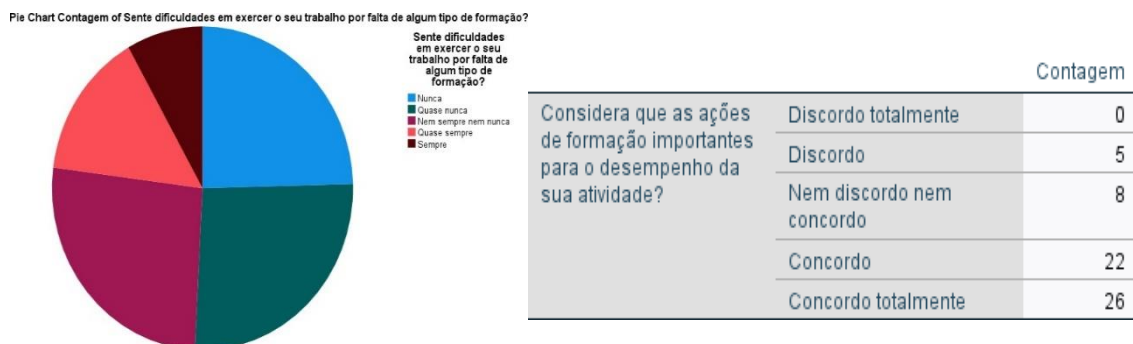 Pie Chart Contagem of Sente dificuldades em exercer o seu trabalho por falta de algum tipo de formação?
Sente dificuldades
em exercer o seu
trabalho por falta de
algum tipo de
formação?
Nunca
Quase nunca
Nem sempre nem nunca
Quase sempre
Sempre
Contagem
Considera que as ações
de formação importantes
para o desempenho da
sua atividade?
Discordo totalmente 0
Discordo 5
Nem discordo nem
concordo 8
Concordo 22
Concordo totalmente 26